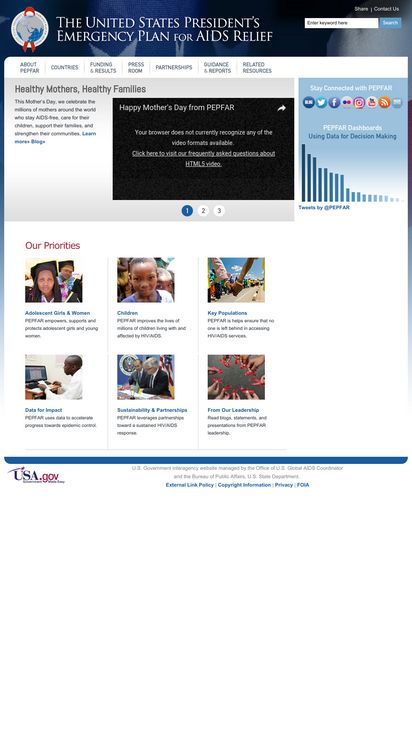 Share | Contact Us
THE UNITED STATES PRESIDENT'S
EMERGENCY PLAN FOR AIDS RELIEF
Enter keyword here
Search
ABOUT
PEPFAR
COUNTRIES
FUNDING
& RESULTS
PRESS
ROOM
PARTNERSHIPS
GUIDANCE
& REPORTS
RELATED
RESOURCES
Healthy Mothers, Healthy Families
This Mother's Day, we celebrate the
millions of mothers around the world
who stay AIDS-free, care for their
children, support their families, and
strengthen their communities. Learn
more» Blog»
Happy Mother's Day from PEPFAR
Your browser does not currently recognize any of the
video formats available.
Click here to visit our frequently asked questions about
HTML5 video.
1
2
3
Stay Connected with PEPFAR
PEPFAR Dashboards
Using Data for Decision Making
Tweets by @PEPFAR
Our Priorities
Adolescent Girls & Women
PEPFAR empowers, supports and
protects adolescent girls and young
women.
Children
PEPFAR improves the lives of
millions of children living with and
affected by HIV/AIDS.
Key Populations
PEPFAR is helps ensure that no
one is left behind in accessing
HIV/AIDS services.
Data for Impact
PEPFAR uses data to accelerate
progress towards epidemic control.
Sustainability & Partnerships
PEPFAR leverages partnerships
toward a sustained HIV/AIDS
response.
From Our Leadership
Read blogs, statements, and
presentations from PEPFAR
leadership.
USA.gov
Government Made Easy
U.S. Government interagency website managed by the Office of U.S. Global AIDS Coordinator
and the Bureau of Public Affairs, U.S. State Department.
External Link Policy | Copyright Information | Privacy | FOIA